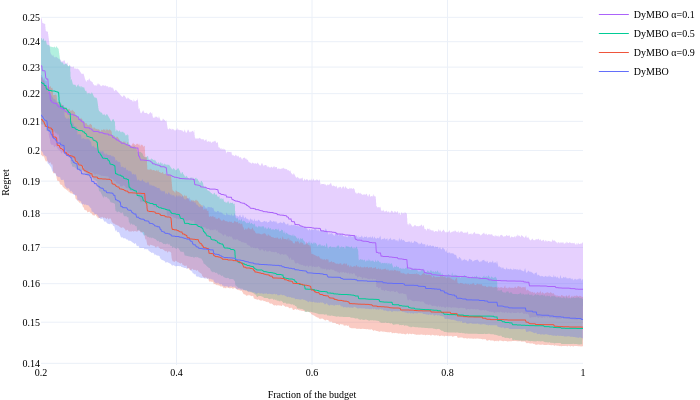 0.25
0.24
0.23
0.22
0.21
0.2
0.19
0.18
0.17
0.16
0.15
0.14
Regret
0.2
0.4
0.6
0.8
1
Fraction of the budget
DyMBO α=0.1
DyMBO α=0.5
DyMBO α=0.9
DyMBO